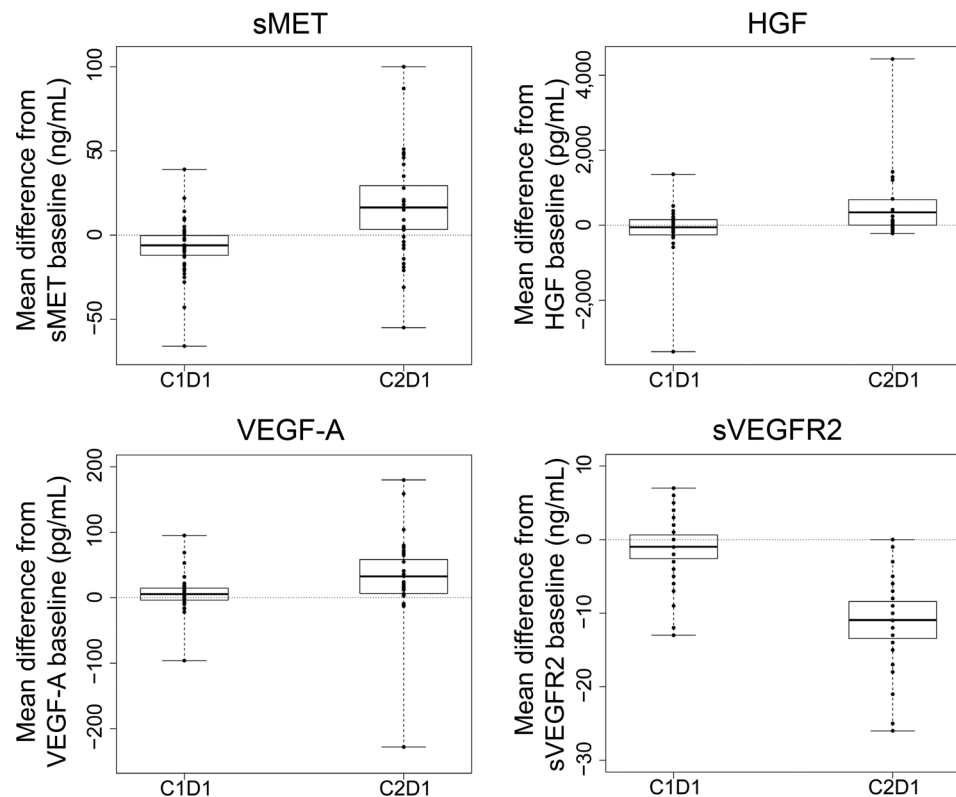 sMET
Mean difference from
sMET baseline (ng/mL)
100
50
0
−50
C1D1
C2D1
HGF
Mean difference from
HGF baseline (pg/mL)
4,000
2,000
0
−2,000
C1D1
C2D1
VEGF-A
Mean difference from
VEGF-A baseline (pg/mL)
200
100
0
−100
−200
C1D1
C2D1
sVEGFR2
Mean difference from
sVEGFR2 baseline (ng/mL)
10
0
−10
−20
−30
C1D1
C2D1